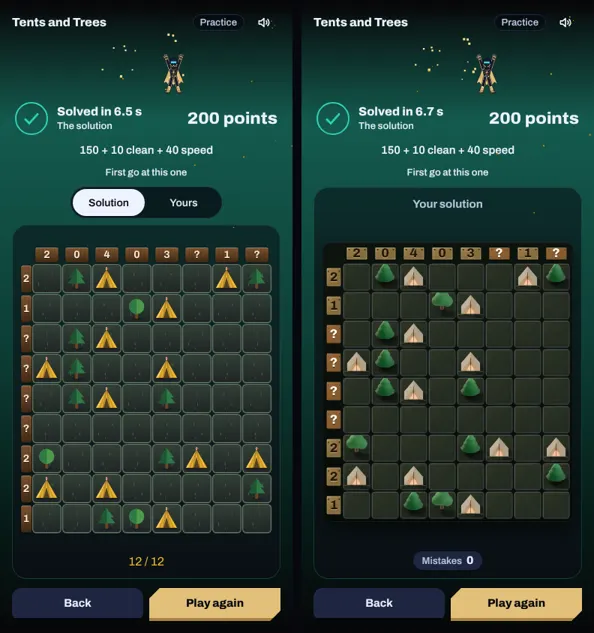 Tents and Trees
Practice
Solved in 6.5 s
The solution
200 points
150 + 10 clean + 40 speed
First go at this one
Solution
Yours
2 0 4 0 3 ? 1 ?
2
1
?
?
?
?
2
2
1
12 / 12
Back
Play again
Tents and Trees
Practice
Solved in 6.7 s
The solution
200 points
150 + 10 clean + 40 speed
First go at this one
Your solution
2 0 4 0 3 ? 1 ?
2
1
?
?
?
?
2
2
1
Mistakes 0
Back
Play again